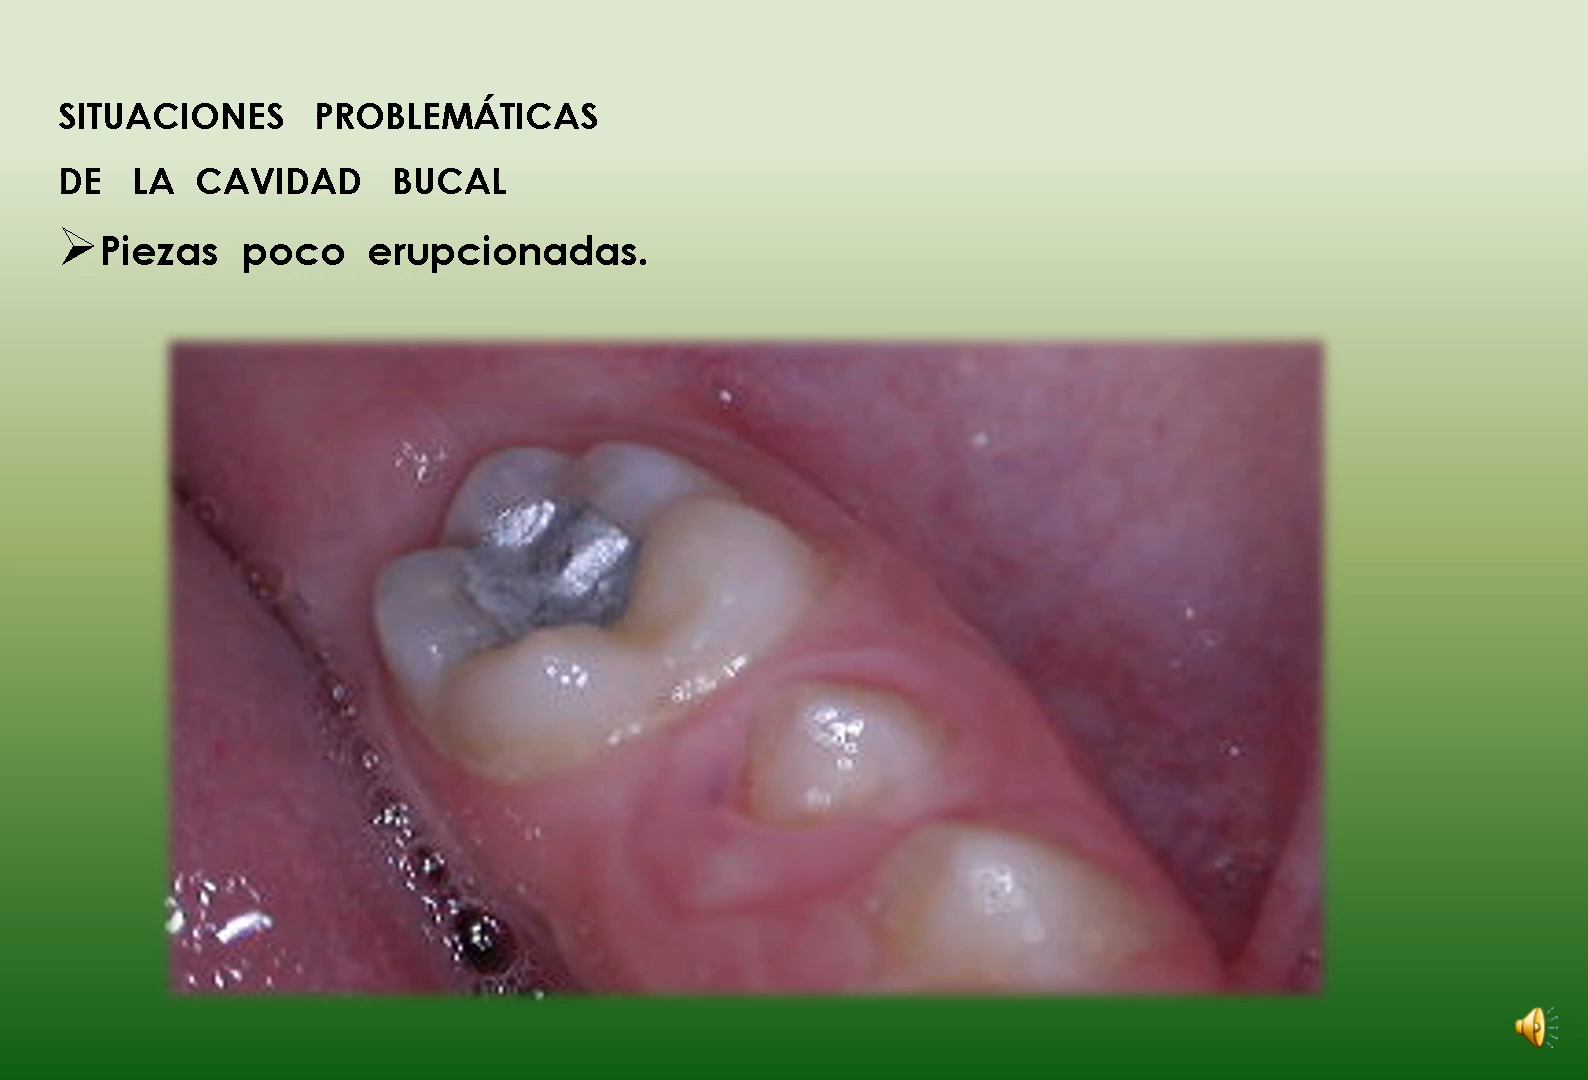 SITUACIONES PROBLEMÁTICAS
DE LA CAVIDAD BUCAL
➢Piezas poco erupcionadas.